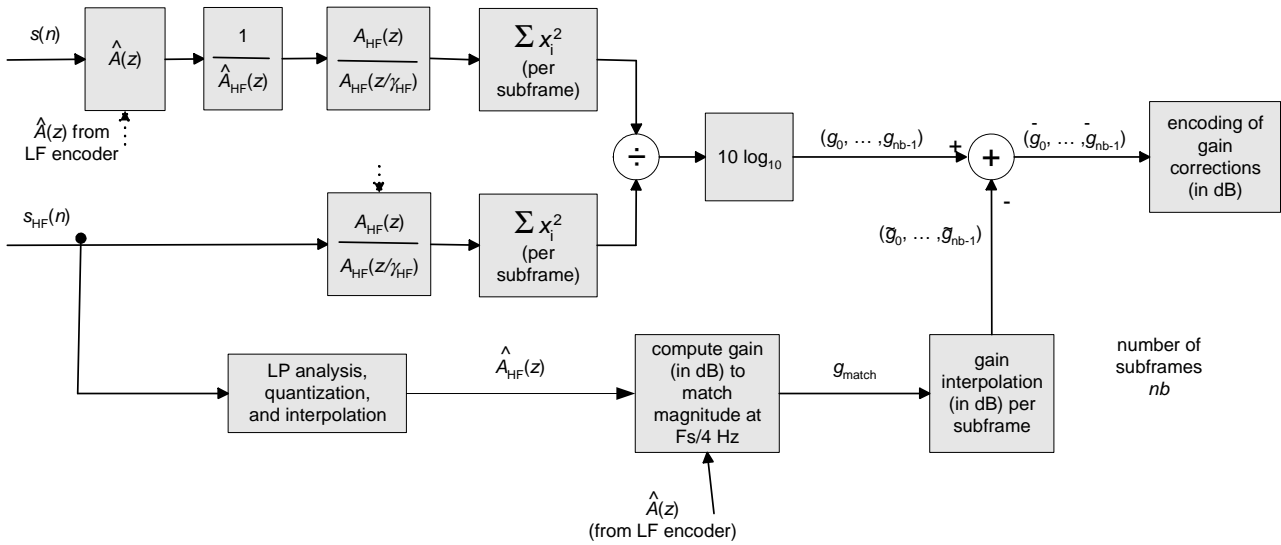 s(n)
Â(z)
1
Â_HF(z)
A_HF(z)
A_HF(z/γ_HF)
∑ x_i^2
(per
subframe)
Â(z) from
LF encoder
÷
10 log_10
(g_0, … ,g_nb-1)
+
+
-
(ḡ_0, … ,ḡ_nb-1)
encoding of
gain
corrections
(in dB)
s_HF(n)
A_HF(z)
A_HF(z/γ_HF)
∑ x_i^2
(per
subframe)
(g̃_0, … ,g̃_nb-1)
LP analysis,
quantization,
and interpolation
Â_HF(z)
compute gain
(in dB) to
match
magnitude at
Fs/4 Hz
g_match
gain
interpolation
(in dB) per
subframe
number of
subframes
nb
Â(z)
(from LF encoder)